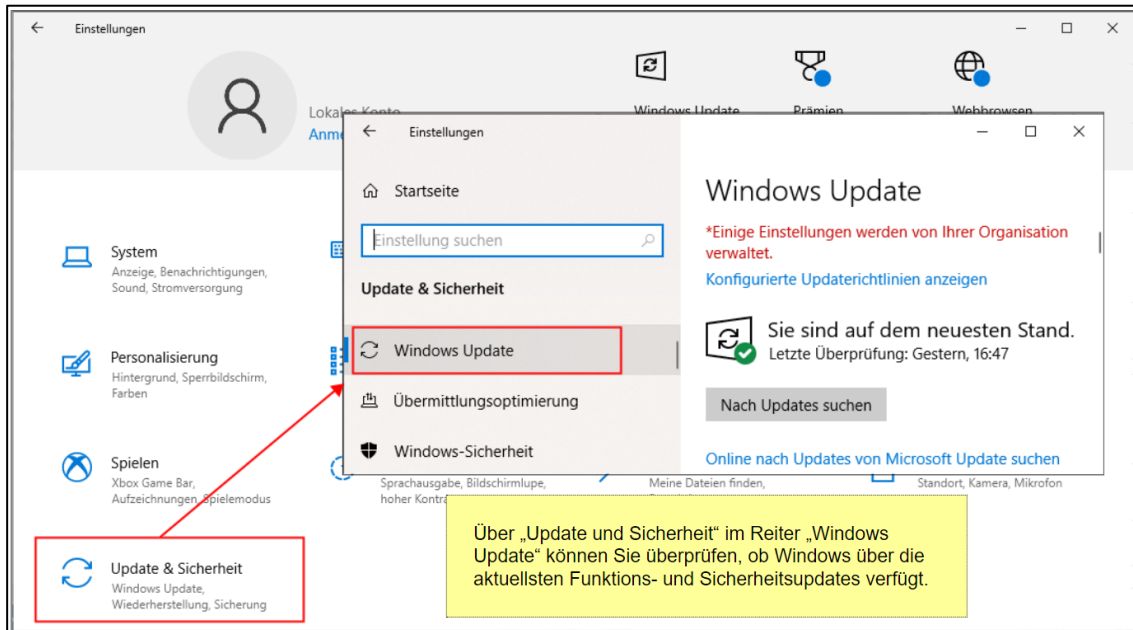 Einstellungen
Lokales Konto
Windows Update
Prämien
Webbrowsen
System
Anzeige, Benachrichtigungen,
Sound, Stromversorgung
Personalisierung
Hintergrund, Sperrbildschirm,
Farben
Spielen
Xbox Game Bar,
Aufzeichnungen, Spielemodus
Update & Sicherheit
Windows Update,
Wiederherstellung, Sicherung
Einstellungen
Startseite
Einstellung suchen
Update & Sicherheit
Windows Update
Übermittlungsoptimierung
Windows-Sicherheit
Windows Update
*Einige Einstellungen werden von Ihrer Organisation
verwaltet.
Konfigurierte Updaterichtlinien anzeigen
Sie sind auf dem neuesten Stand.
Letzte Überprüfung: Gestern, 16:47
Nach Updates suchen
Online nach Updates von Microsoft Update suchen
Sprachausgabe, Bildschirmlupe,
hoher
Meine Dateien finden,
Standort, Kamera, Mikrofon
Über „Update und Sicherheit“ im Reiter „Windows
Update“ können Sie überprüfen, ob Windows über die
aktuellsten Funktions- und Sicherheitsupdates verfügt.